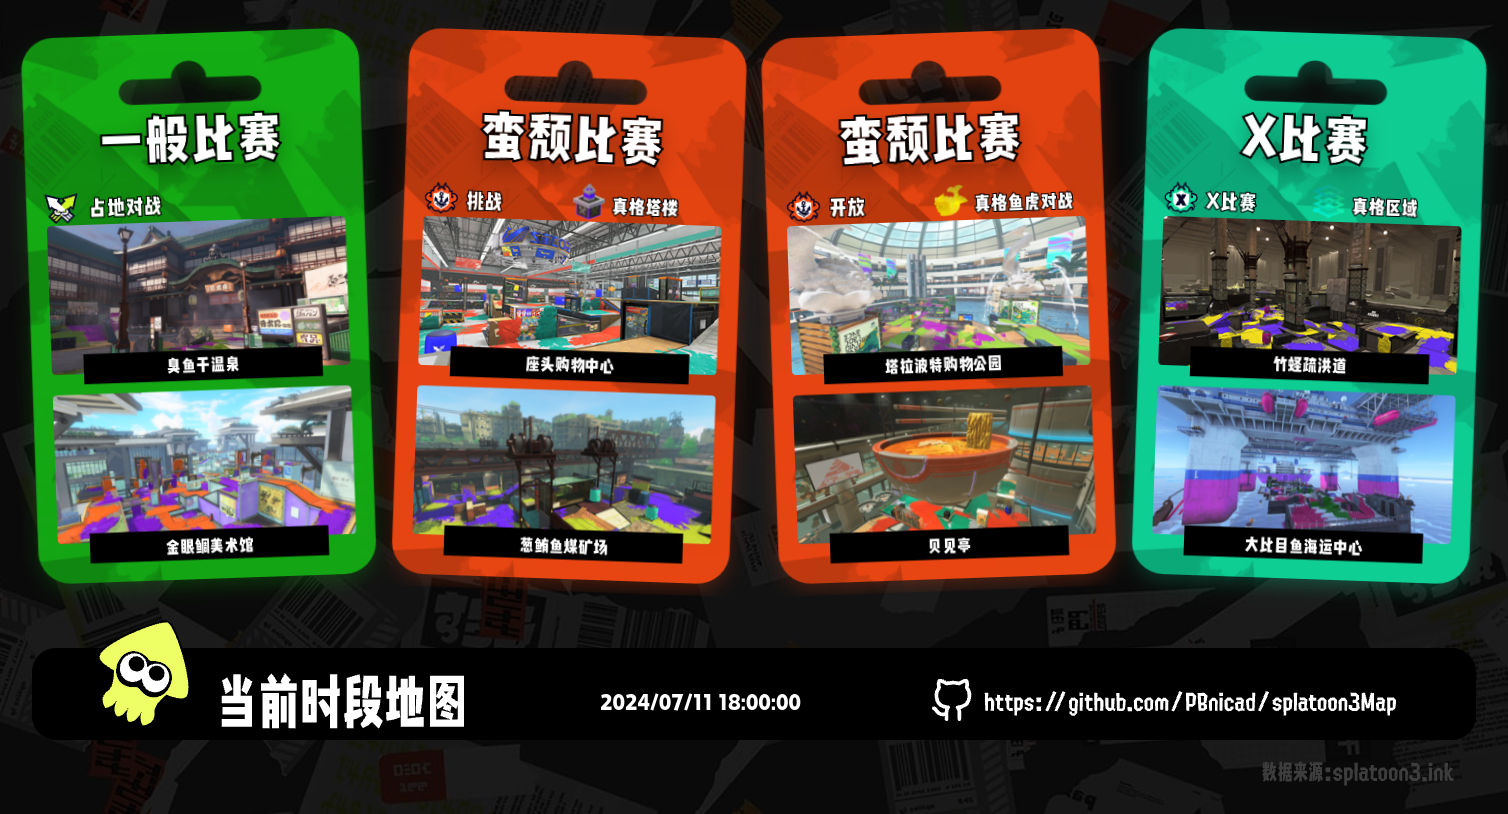 一般比赛
占地对战
臭鱼干温泉
金眼鲷美术馆
蛮颓比赛
挑战
真格塔楼
座头购物中心
葱鲔鱼煤矿场
蛮颓比赛
开放
真格鱼虎对战
塔拉波特购物公园
贝见亭
X比赛
X比赛
真格区域
竹蛏疏洪道
大比目鱼海运中心
当前时段地图
2024/07/11 18:00:00
https://github.com/PBnicad/splatoon3Map
数据来源:splatoon3.ink